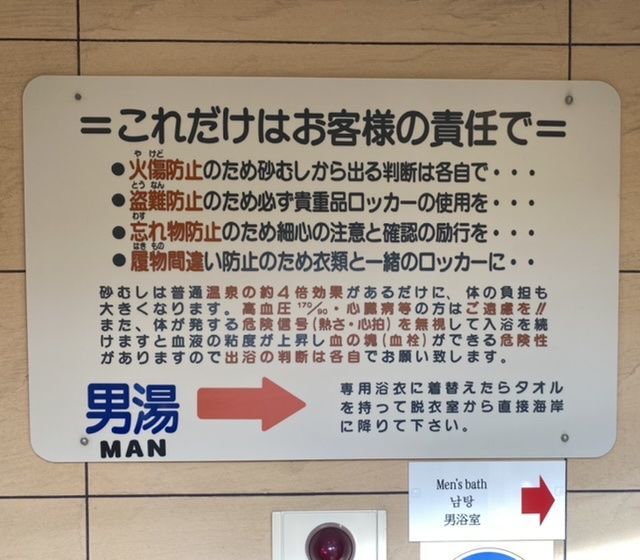 =これだけはお客様の責任で=
●火傷防止のため砂むしから出る判断は各自で・・・
●盗難防止のため必ず貴重品ロッカーの使用を・・・
●忘れ物防止のため細心の注意と確認の励行を・・・
●履物間違い防止のため衣類と一緒のロッカーに・・
砂むしは普通温泉の約4倍効果があるだけに、体の負担も
大きくなります。高血圧170/90・心臓病等の方はご遠慮を!!
また、体が発する危険信号(熱さ・心拍)を無視して入浴を続
けますと血液の粘度が上昇し血の塊(血栓)ができる危険性
がありますので出浴の判断は各自でお願い致します。
男湯
MAN
専用浴衣に着替えたらタオル
を持って脱衣室から直接海岸
に降りて下さい。
Men's bath
남탕
男浴室